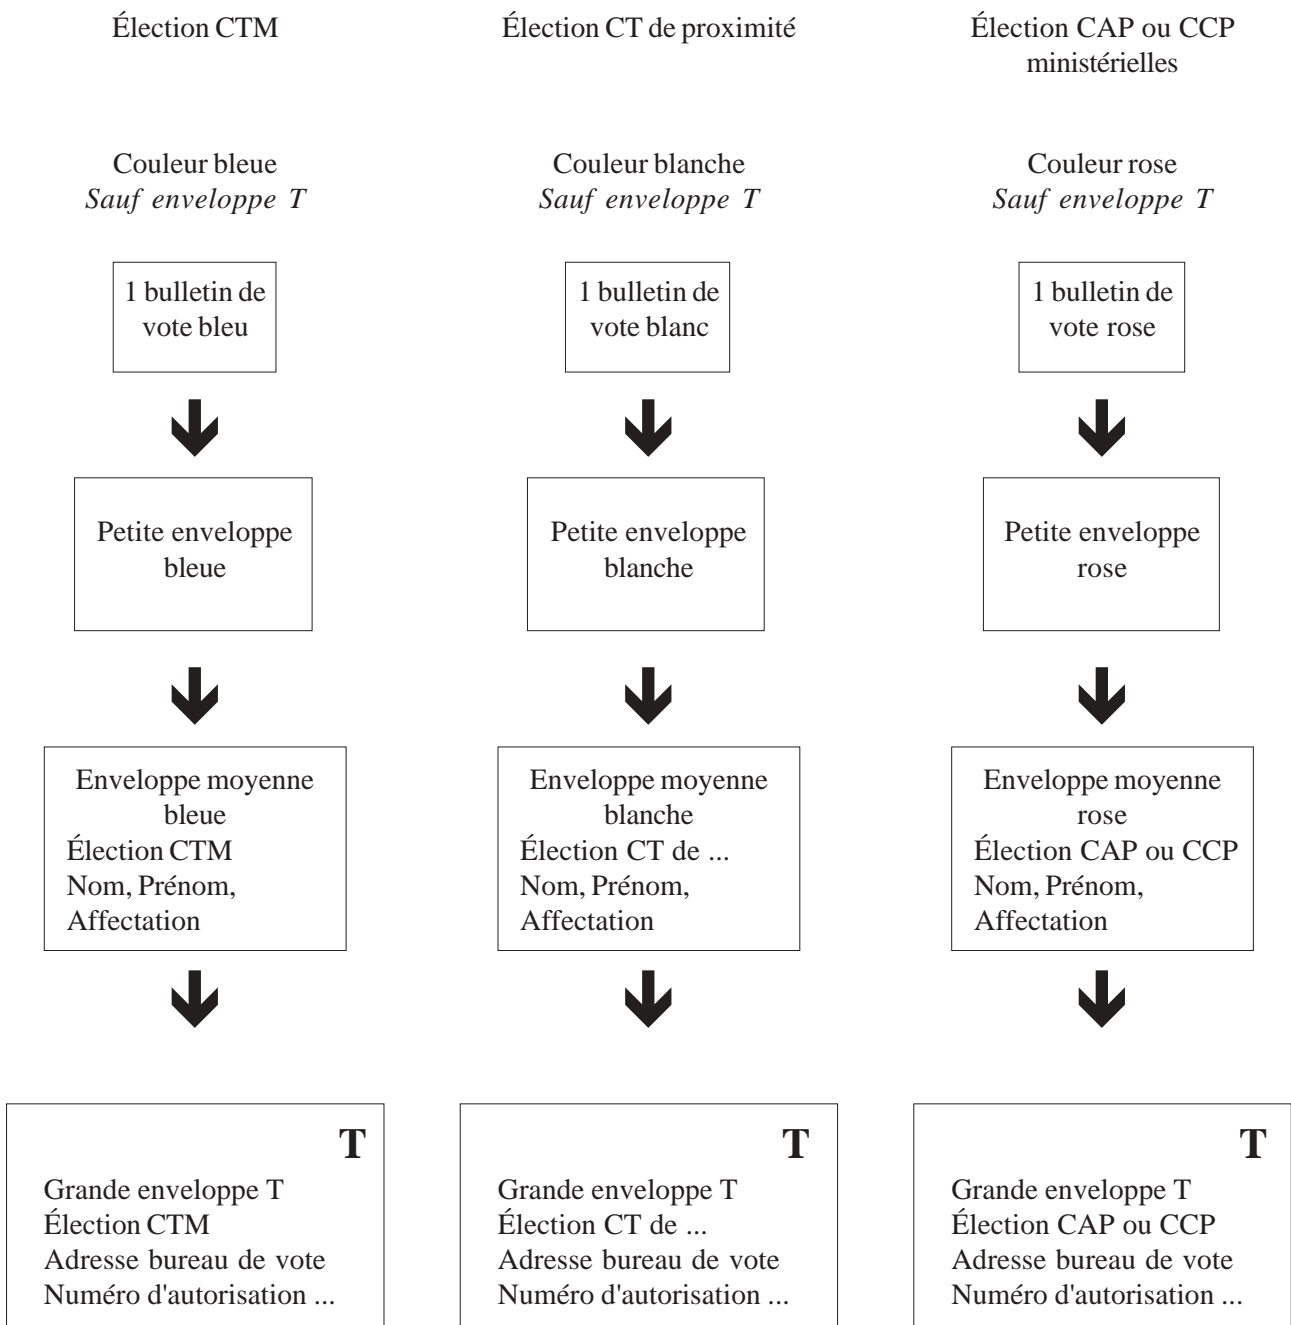 Élection CTM
Élection CT de proximité
Élection CAP ou CCP
ministérielles
Couleur bleue
Sauf enveloppe T
Couleur blanche
Sauf enveloppe T
Couleur rose
Sauf enveloppe T
1 bulletin de
vote bleu
1 bulletin de
vote blanc
1 bulletin de
vote rose
Petite enveloppe
bleue
Petite enveloppe
blanche
Petite enveloppe
rose
Enveloppe moyenne
bleue
Élection CTM
Nom, Prénom,
Affectation
Enveloppe moyenne
blanche
Élection CT de ...
Nom, Prénom,
Affectation
Enveloppe moyenne
rose
Élection CAP ou CCP
Nom, Prénom,
Affectation
T
Grande enveloppe T
Élection CTM
Adresse bureau de vote
Numéro d'autorisation ...
T
Grande enveloppe T
Élection CT de ...
Adresse bureau de vote
Numéro d'autorisation ...
T
Grande enveloppe T
Élection CAP ou CCP
Adresse bureau de vote
Numéro d'autorisation ...